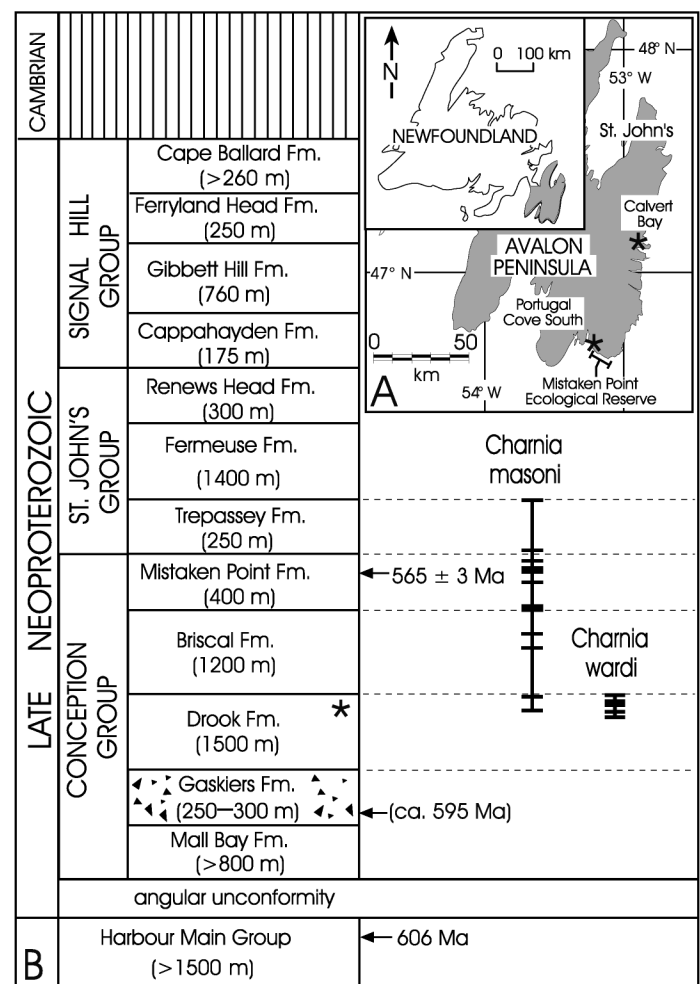 CAMBRIAN
LATE NEOPROTEROZOIC
SIGNAL HILL
GROUP
Cape Ballard Fm.
(>260 m)
Ferryland Head Fm.
(250 m)
Gibbett Hill Fm.
(760 m)
Cappahayden Fm.
(175 m)
ST. JOHN'S
GROUP
Renews Head Fm.
(300 m)
Fermeuse Fm.
(1400 m)
Trepassey Fm.
(250 m)
CONCEPTION
GROUP
Mistaken Point Fm.
(400 m)
Briscal Fm.
(1200 m)
Drook Fm.
(1500 m)
*
Gaskiers Fm.
(250–300 m)
Mall Bay Fm.
(>800 m)
angular unconformity
Harbour Main Group
(>1500 m)
B
N
0 100 km
NEWFOUNDLAND
48° N
53° W
St. John's
Calvert
Bay
*
AVALON
PENINSULA
47° N
Portugal
Cove South
*
0 50
km
A
54° W
Mistaken Point
Ecological Reserve
Charnia
masoni
565 ± 3 Ma
Charnia
wardi
(ca. 595 Ma)
606 Ma